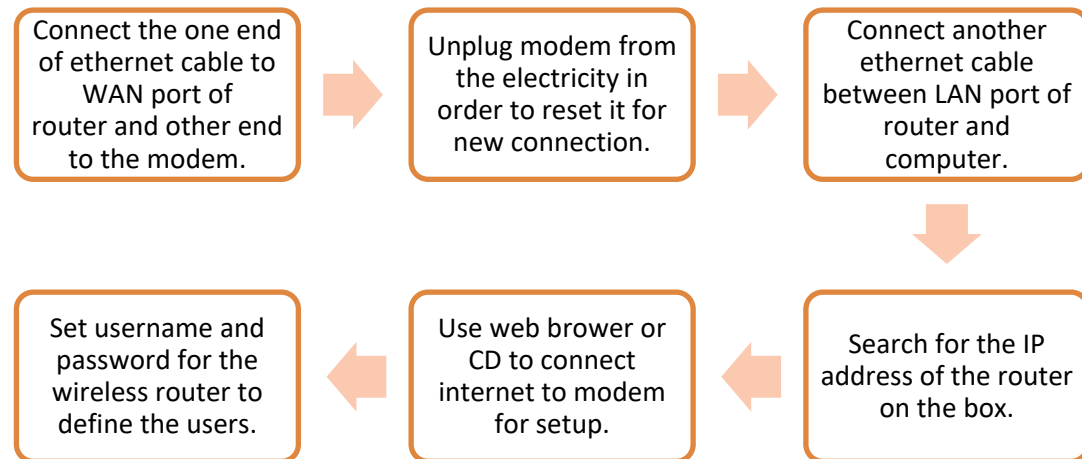 Connect the one end
of ethernet cable to
WAN port of
router and other end
to the modem.
Unplug modem from
the electricity in
order to reset it for
new connection.
Connect another
ethernet cable
between LAN port of
router and
computer.
Search for the IP
address of the router
on the box.
Use web brower or
CD to connect
internet to modem
for setup.
Set username and
password for the
wireless router to
define the users.